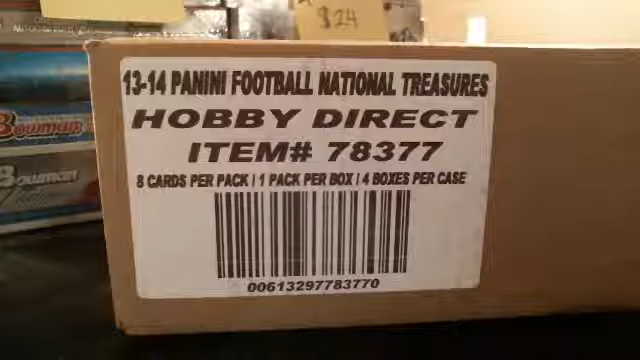 $24
13-14 PANINI FOOTBALL NATIONAL TREASURES
HOBBY DIRECT
ITEM# 78377
8 CARDS PER PACK | 1 PACK PER BOX | 4 BOXES PER CASE
00613297783770
Bowman
Bowman